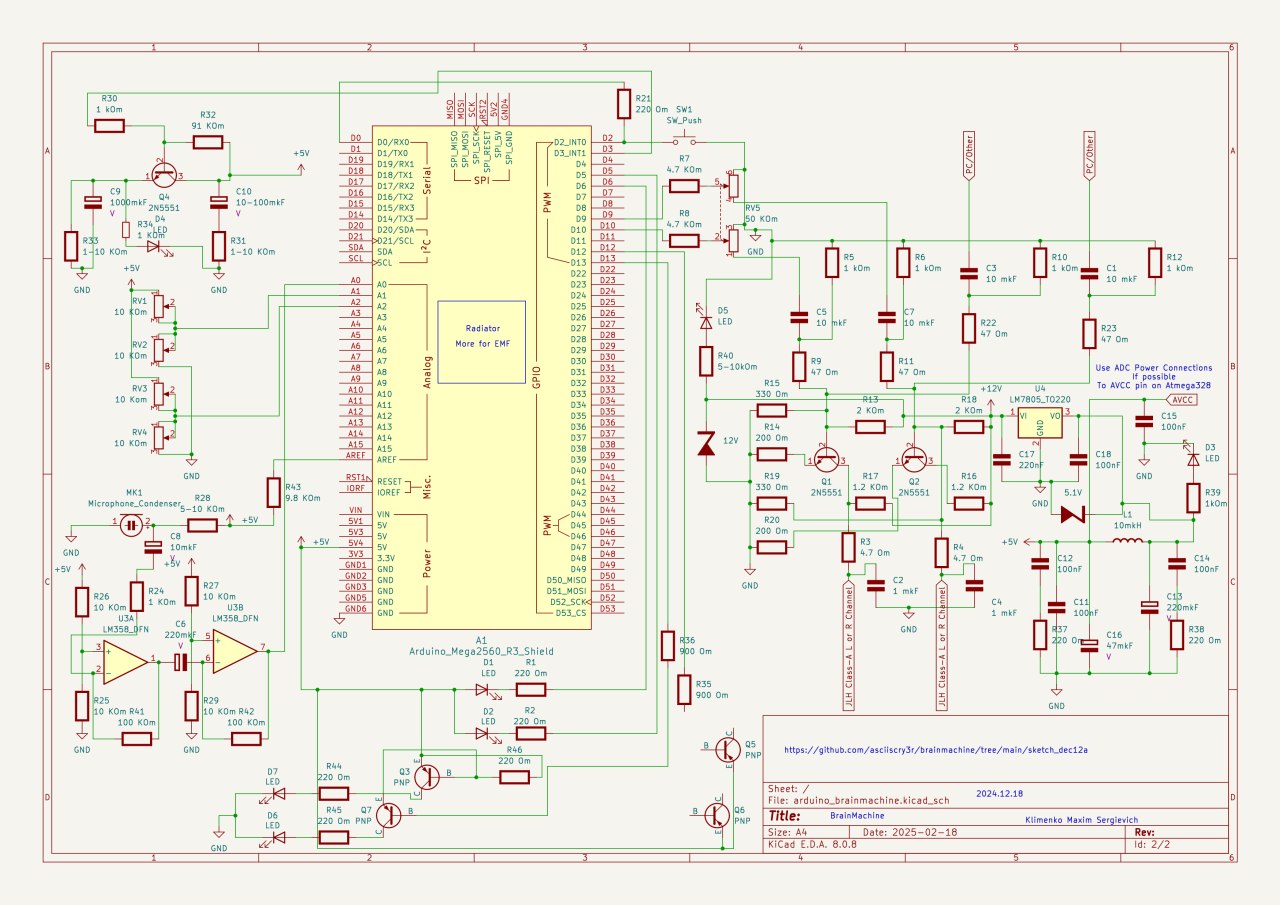 1 2 3 4 5 6
A
B
C
D
R30
1 kOm
R32
91 KOm
+5V
Q4
2N5551
C9
1000mkF
V
C10
10-100mkF
V
R34
1 KOm
D4
LED
R33
1-10 KOm
R31
1-10 KOm
GND
GND
+5V
RV1
10 KOm
RV2
10 KOm
RV3
10 Kom
RV4
10 KOm
GND
MK1
Microphone_Condenser
R28
5-10 KOm
+5V
GND
C8
10mkF
V
+5V
+5V
R24
1 KOm
R27
10 KOm
R26
10 KOm
U3A
LM358_DFN
C6
220mkF
V
U3B
LM358_DFN
R25
10 KOm
R41
100 KOm
R29
10 KOm
R42
100 KOm
GND
GND
R43
9.8 KOm
MISO
MOSI
SCK
RST2
5V2
GND4
SPI_MISO
SPI_MOSI
SPI_SCK
SPI_RESET
SPI_5V
SPI_GND
SPI
D0 D0/RX0
D1 D1/TX0
D19 D19/RX1
D18 D18/TX1
D17 D17/RX2
D16 D16/TX2
D15 D15/RX3
D14 D14/TX3
D20 D20/SDA
D21 D21/SCL
SDA SDA
SCL SCL
Serial
I²C
A0 A0
A1 A1
A2 A2
A3 A3
A4 A4
A5 A5
A6 A6
A7 A7
A8 A8
A9 A9
A10 A10
A11 A11
A12 A12
A13 A13
A14 A14
A15 A15
AREF AREF
Analog
RST1 RESET
IORF IOREF
Misc.
VIN VIN
5V1 5V
5V3 5V
5V4 5V
3V3 3.3V
GND1 GND
GND2 GND
GND3 GND
GND5 GND
GND6 GND
Power
+5V
GND
Radiator
More for EMF
D2_INT0 D2
D3_INT1 D3
D4 D4
D5 D5
D6 D6
D7 D7
D8 D8
D9 D9
D10 D10
D11 D11
D12 D12
D13 D13
D22 D22
D23 D23
D24 D24
D25 D25
D26 D26
D27 D27
D28 D28
D29 D29
D30 D30
D31 D31
D32 D32
D33 D33
D34 D34
D35 D35
D36 D36
D37 D37
D38 D38
D39 D39
D40 D40
D41 D41
D42 D42
D43 D43
D44 D44
D45 D45
D46 D46
D47 D47
D48 D48
D49 D49
D50_MISO D50
D51_MOSI D51
D52_SCK D52
D53_CS D53
PWM
GPIO
PWM
A1
Arduino_Mega2560_R3_Shield
R21
220 Om
SW1
SW_Push
R7
4.7 KOm
R8
4.7 KOm
RV5
50 KOm
GND
D5
LED
R40
5-10kOm
12V
C5
10 mkF
R5
1 kOm
C7
10 mkF
R6
1 kOm
R9
47 Om
R11
47 Om
PC/Other
PC/Other
C3
10 mkF
R10
1 kOm
C1
10 mkF
R12
1 kOm
R22
47 Om
R23
47 Om
R15
330 Om
R14
200 Om
R19
330 Om
R20
200 Om
GND
R13
2 KOm
R18
2 KOm
Q1
2N5551
Q2
2N5551
R17
1.2 KOm
R16
1.2 KOm
R3
4.7 Om
R4
4.7 Om
C2
1 mkF
C4
1 mkF
GND
JLH Class-A L or R Channel
JLH Class-A L or R Channel
Use ADC Power Connections
If possible
To AVCC pin on Atmega328
+12V
U4
LM7805_TO220
VI
VO
GND
AVCC
C15
100nF
GND
D3
LED
R39
1kOm
C17
220nF
C18
100nF
GND
5.1V
L1
10mkH
+5V
C12
100nF
C14
100nF
C11
100nF
C13
220mkF
V
R37
220 Om
C16
47mkF
V
R38
220 Om
GND
R36
900 Om
R35
900 Om
D1
LED
R1
220 Om
D2
LED
R2
220 Om
R46
220 Om
Q3
PNP
Q7
PNP
R44
220 Om
R45
220 Om
D7
LED
D6
LED
GND
Q5
PNP
Q6
PNP
https://github.com/asciiscry3r/brainmachine/tree/main/sketch_dec12a
Sheet: /
File: arduino_brainmachine.kicad_sch
2024.12.18
Title:
BrainMachine
Klimenko Maxim Sergievich
Size: A4
Date: 2025-02-18
Rev:
KiCad E.D.A. 8.0.8
Id: 2/2
1 2 3 4 5 6